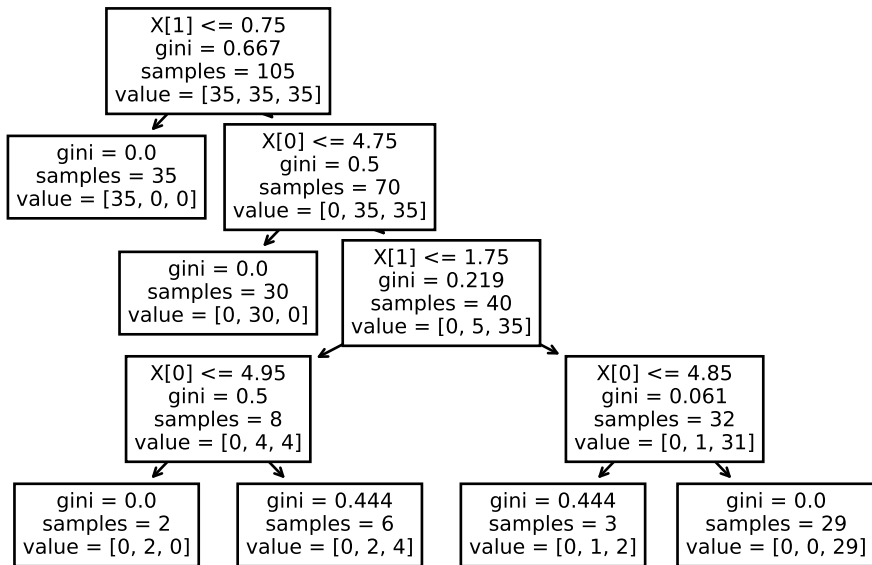 X[1] <= 0.75
gini = 0.667
samples = 105
value = [35, 35, 35]
gini = 0.0
samples = 35
value = [35, 0, 0]
X[0] <= 4.75
gini = 0.5
samples = 70
value = [0, 35, 35]
gini = 0.0
samples = 30
value = [0, 30, 0]
X[1] <= 1.75
gini = 0.219
samples = 40
value = [0, 5, 35]
X[0] <= 4.95
gini = 0.5
samples = 8
value = [0, 4, 4]
X[0] <= 4.85
gini = 0.061
samples = 32
value = [0, 1, 31]
gini = 0.0
samples = 2
value = [0, 2, 0]
gini = 0.444
samples = 6
value = [0, 2, 4]
gini = 0.444
samples = 3
value = [0, 1, 2]
gini = 0.0
samples = 29
value = [0, 0, 29]